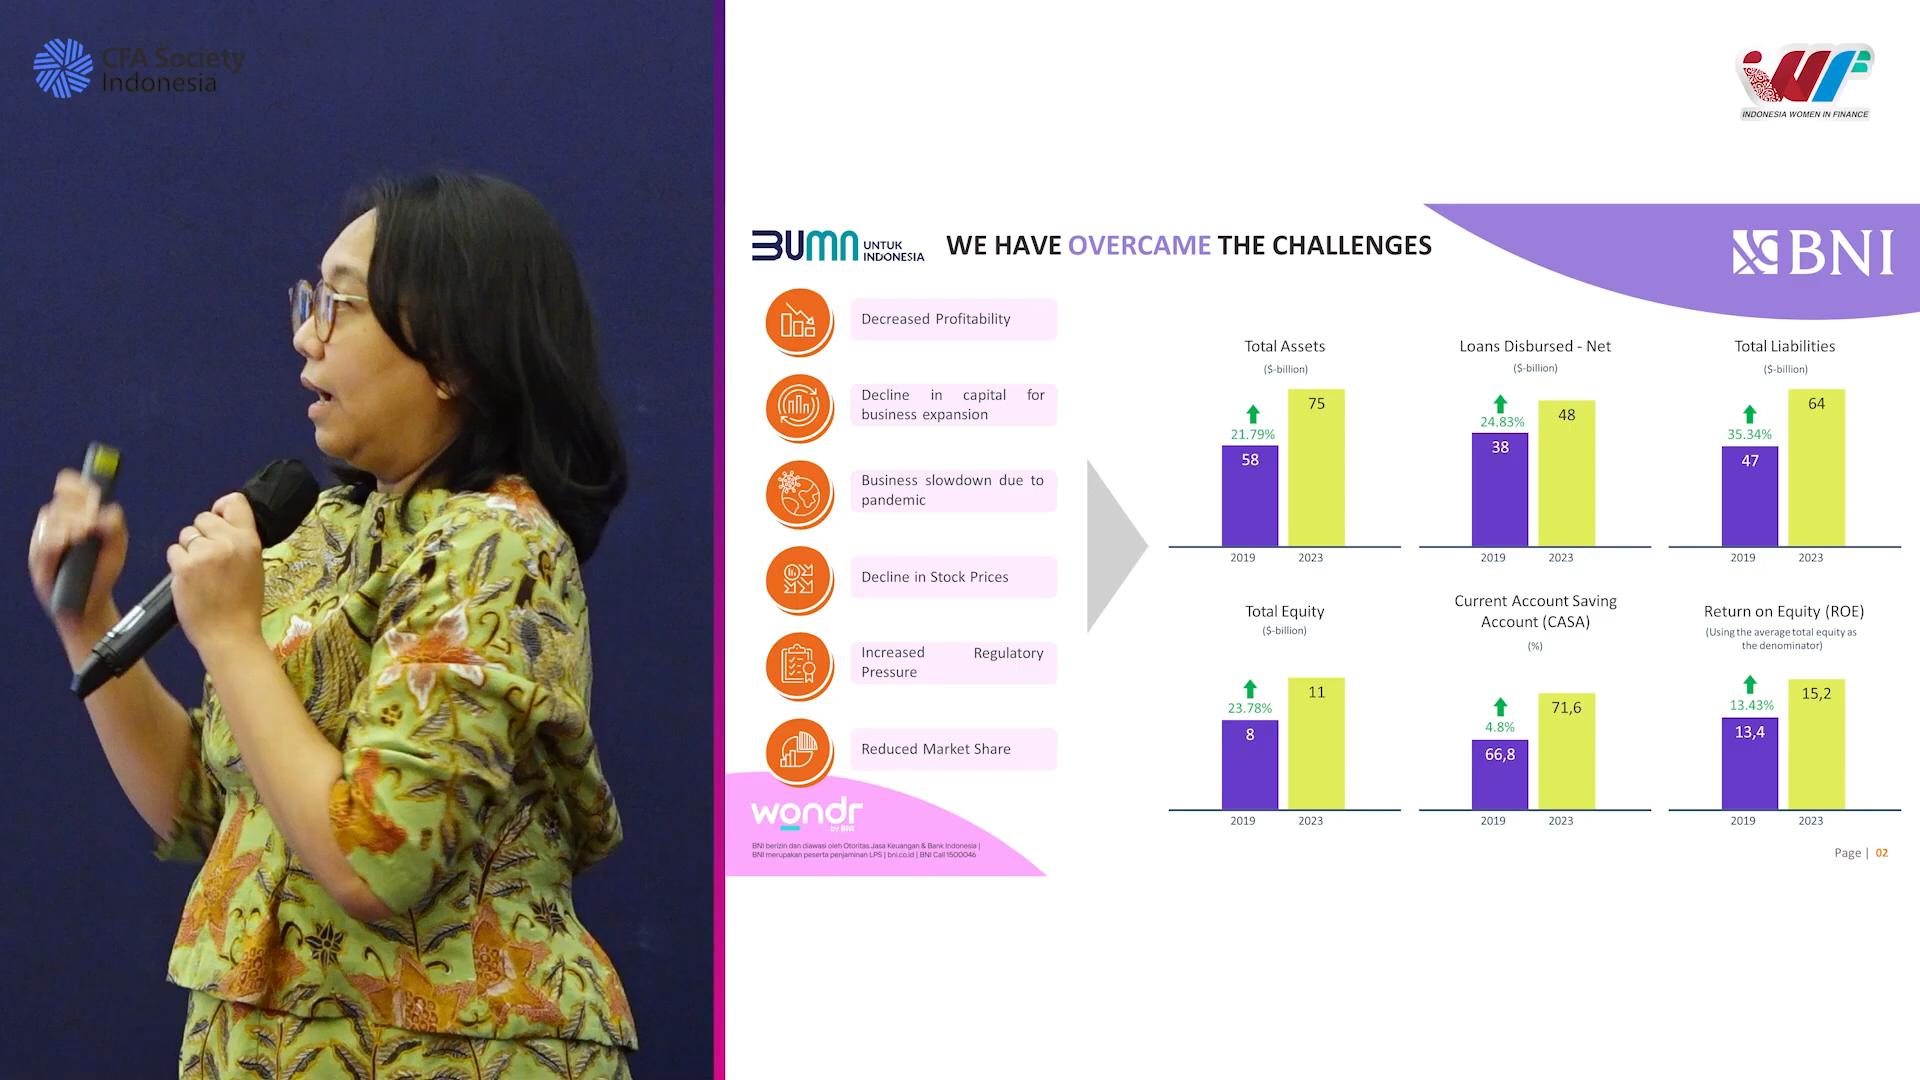 CFA Society
Indonesia
INDONESIA WOMEN IN FINANCE
BUMN UNTUK
INDONESIA
WE HAVE OVERCAME THE CHALLENGES
BNI
Decreased Profitability
Decline in capital for
business expansion
Business slowdown due to
pandemic
Decline in Stock Prices
Increased Regulatory
Pressure
Reduced Market Share
Total Assets
($-billion)
21.79%
58
75
2019 2023
Loans Disbursed - Net
($-billion)
24.83%
38
48
2019 2023
Total Liabilities
($-billion)
35.34%
47
64
2019 2023
Total Equity
($-billion)
23.78%
8
11
2019 2023
Current Account Saving
Account (CASA)
(%)
4.8%
66,8
71,6
2019 2023
Return on Equity (ROE)
(Using the average total equity as
the denominator)
13.43%
13,4
15,2
2019 2023
wondr
by BNI
BNI berizin dan diawasi oleh Otoritas Jasa Keuangan & Bank Indonesia |
BNI merupakan peserta penjaminan LPS | bni.co.id | BNI Call 1500046
Page | 02